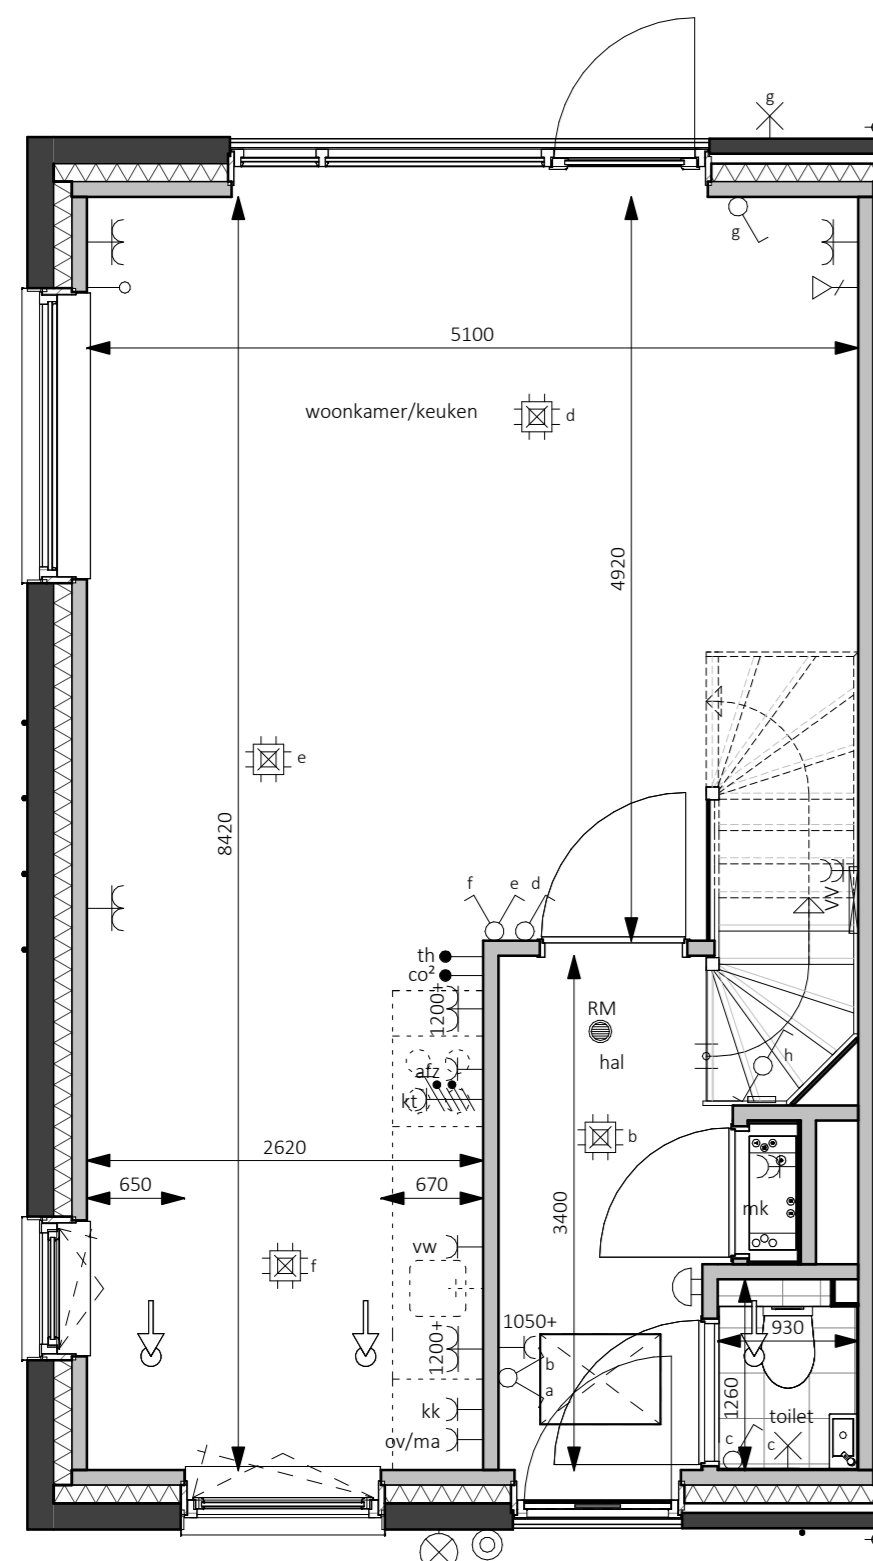 g
g
5100
woonkamer/keuken
d
4920
e
8420
f
e
d
th
co²
1200+
RM
hal
h
afz
kt
b
2620
650
670
3400
mk
vw
f
1050+
930
1200+
b
a
1260
toilet
kk
c
c
ov/ma